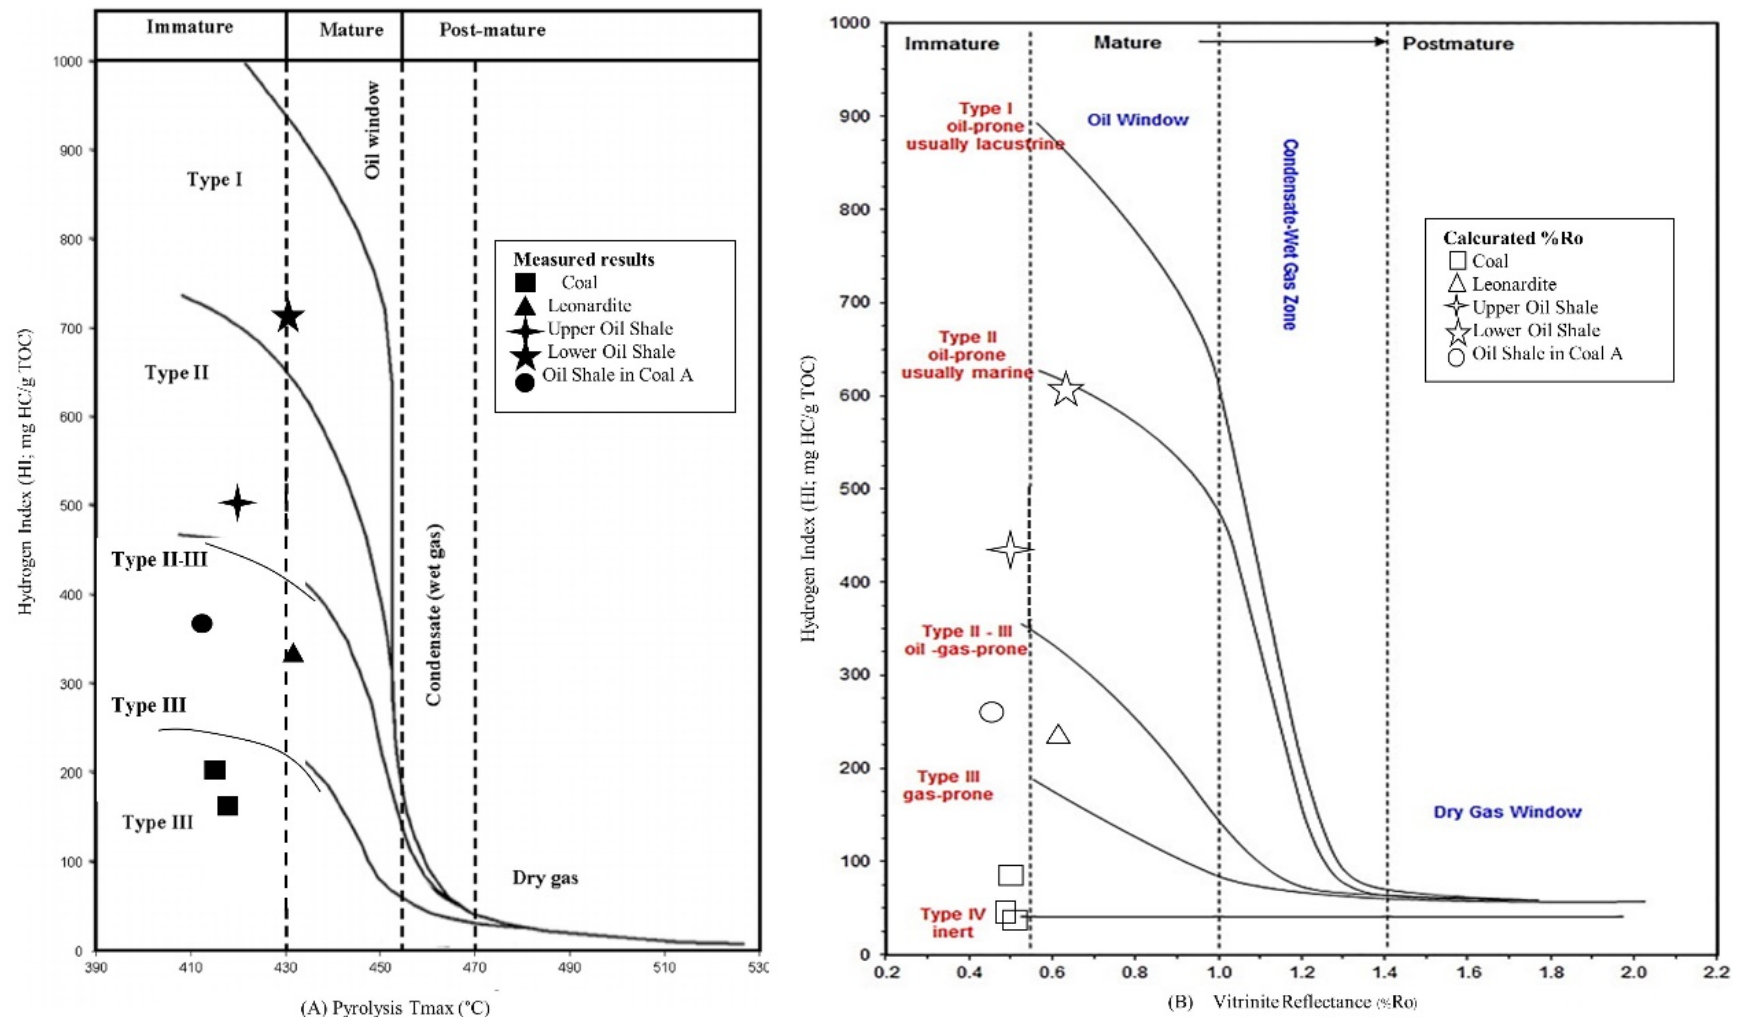 Immature
Mature
Post-mature
1000
900
800
700
600
500
400
300
200
100
0
Hydrogen Index (HI; mg HC/g TOC)
Type I
Type II
Type II-III
Type III
Type III
Oil window
Condensate (wet gas)
Dry gas
Measured results
Coal
Leonardite
Upper Oil Shale
Lower Oil Shale
Oil Shale in Coal A
390
410
430
450
470
490
510
53
(A) Pyrolysis Tmax (°C)
1000
900
800
700
600
500
400
300
200
100
0
Hydrogen Index (HI; mg HC/g TOC)
Immature
Mature
Postmature
Type I
oil-prone
usually lacustrine
Oil Window
Condensate-Wet Gas Zone
Type II
oil-prone
usually marine
Type II - III
oil -gas-prone
Type III
gas-prone
Type IV
inert
Dry Gas Window
Calcurated %Ro
Coal
Leonardite
Upper Oil Shale
Lower Oil Shale
Oil Shale in Coal A
0.2
0.4
0.6
0.8
1.0
1.2
1.4
1.6
1.8
2.0
2.2
(B) Vitrinite Reflectance (%Ro)